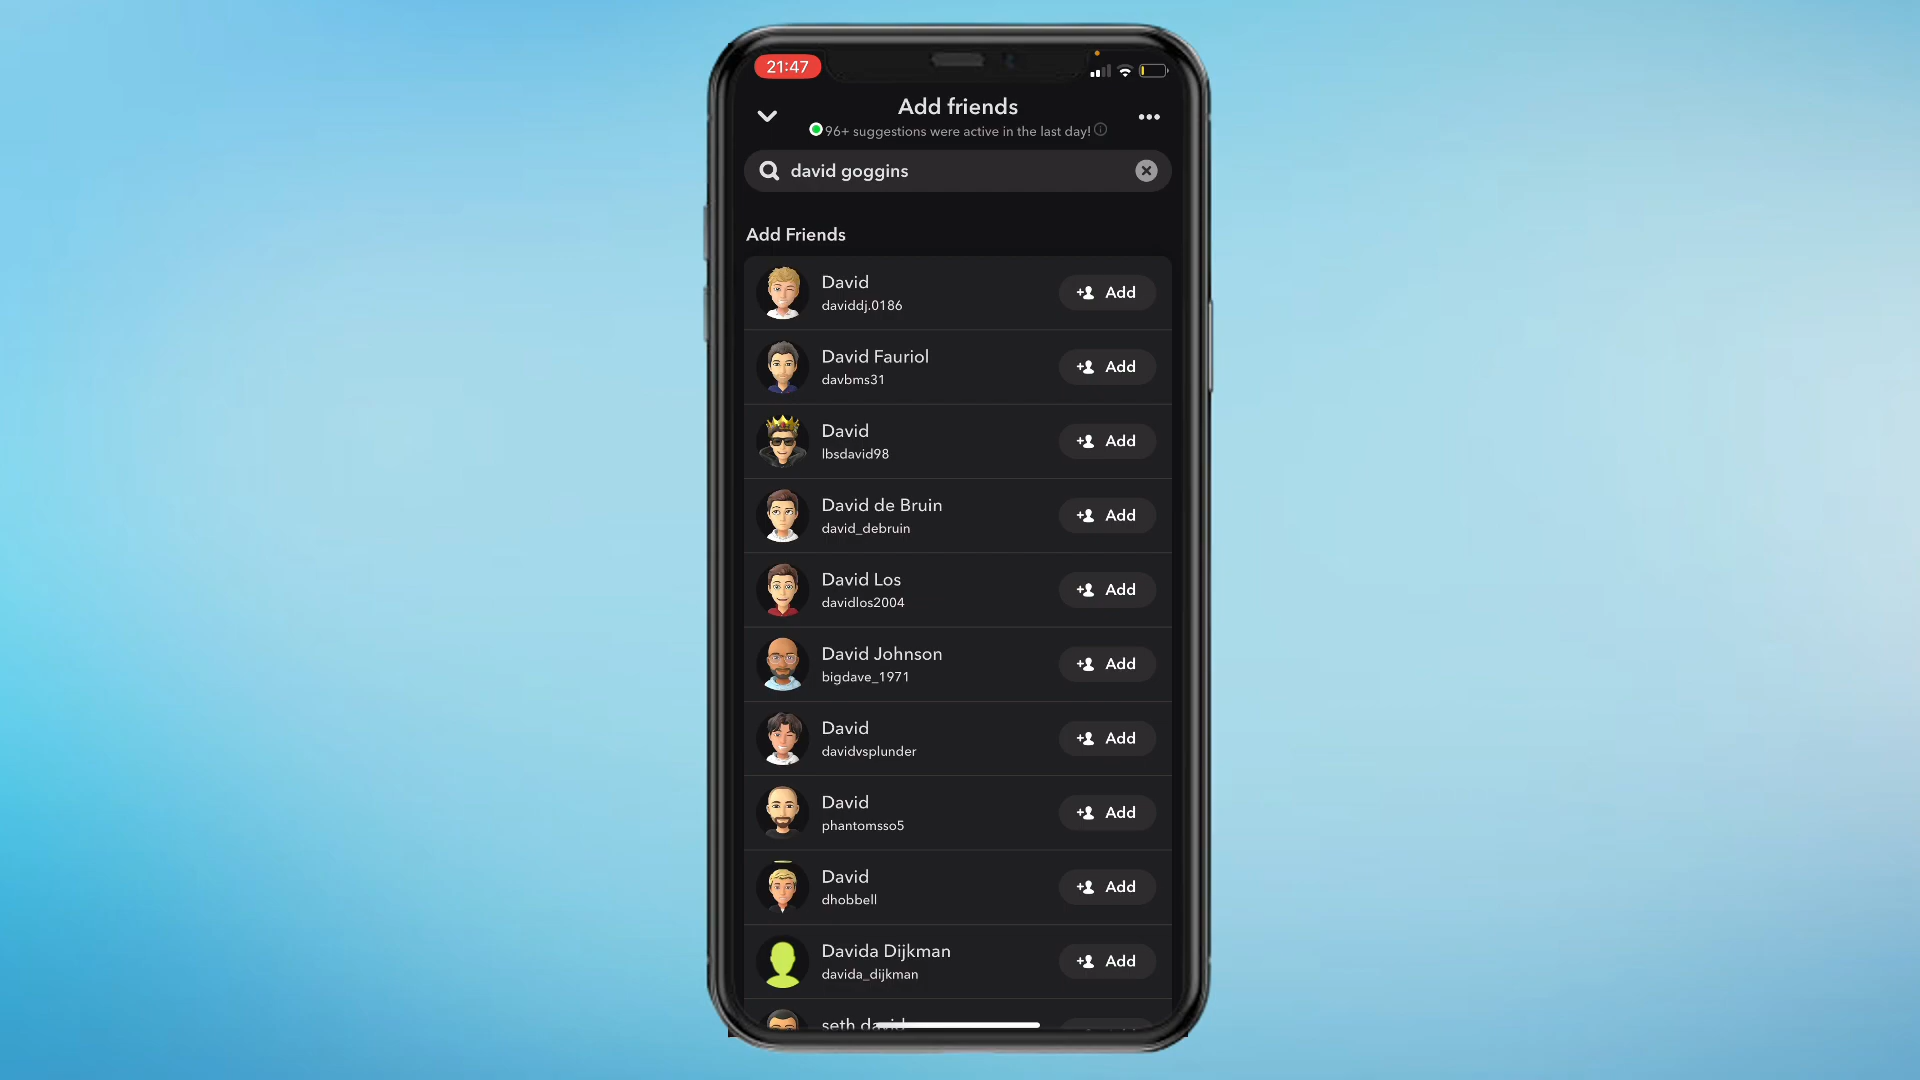 21:47
Add friends
96+ suggestions were active in the last day!
david goggins
Add Friends
David
daviddj.0186
Add
David Fauriol
davbms31
Add
David
lbsdavid98
Add
David de Bruin
david_debruin
Add
David Los
davidlos2004
Add
David Johnson
bigdave_1971
Add
David
davidvsplunder
Add
David
phantomsso5
Add
David
dhobbell
Add
Davida Dijkman
davida_dijkman
Add
seth david